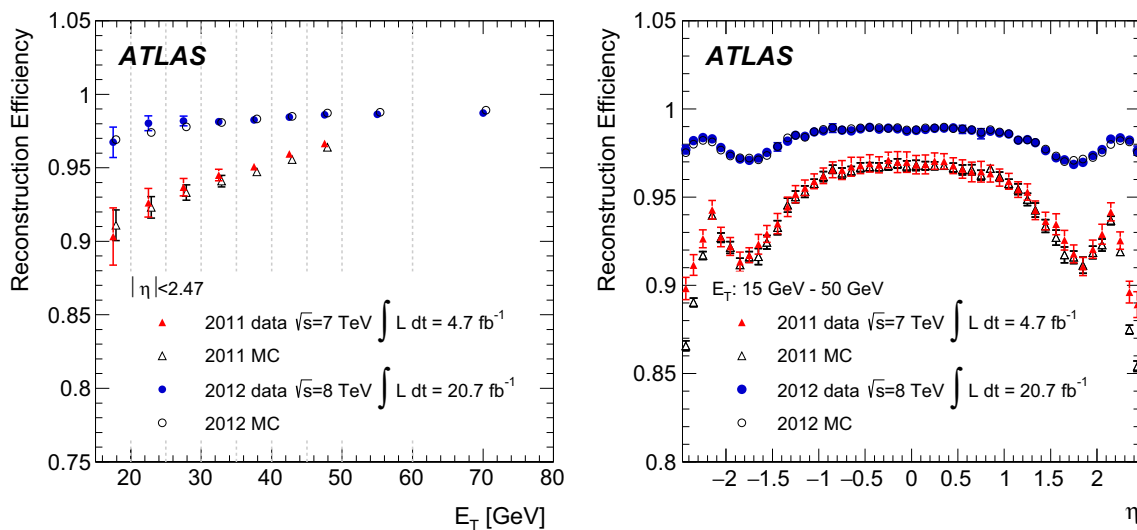 Reconstruction Efficiency
1.05
1
0.95
0.9
0.85
0.8
0.75
ATLAS
|η|<2.47
2011 data √s=7 TeV ∫ L dt = 4.7 fb⁻¹
2011 MC
2012 data √s=8 TeV ∫ L dt = 20.7 fb⁻¹
2012 MC
20 30 40 50 60 70 80
E_T [GeV]
Reconstruction Efficiency
1.05
1
0.95
0.9
0.85
0.8
ATLAS
E_T: 15 GeV - 50 GeV
2011 data √s=7 TeV ∫ L dt = 4.7 fb⁻¹
2011 MC
2012 data √s=8 TeV ∫ L dt = 20.7 fb⁻¹
2012 MC
−2 −1.5 −1 −0.5 0 0.5 1 1.5 2
η